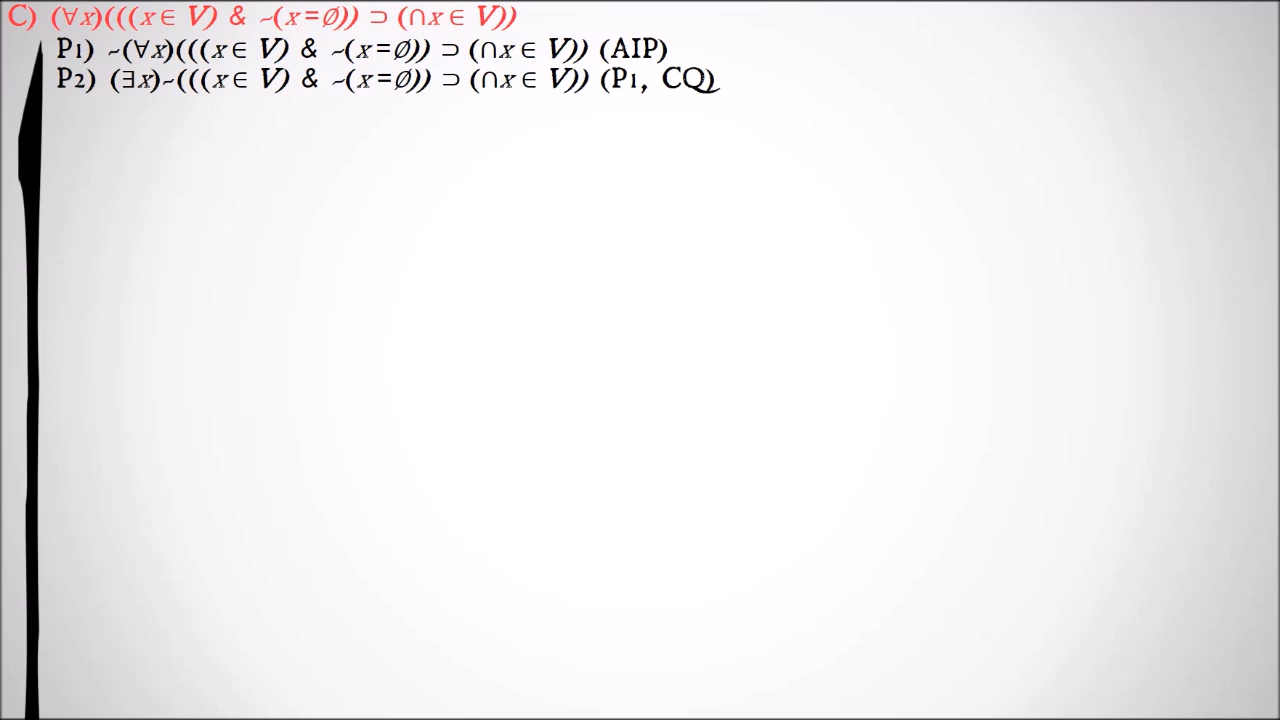 C) (∀x)(((x∈ V) & ~(x=∅)) ⊃ (∩x∈ V))
P1) ~(∀x)(((x∈ V) & ~(x=∅)) ⊃ (∩x∈ V)) (AIP)
P2) (∃x)~(((x∈ V) & ~(x=∅)) ⊃ (∩x∈ V)) (P1, CQ)